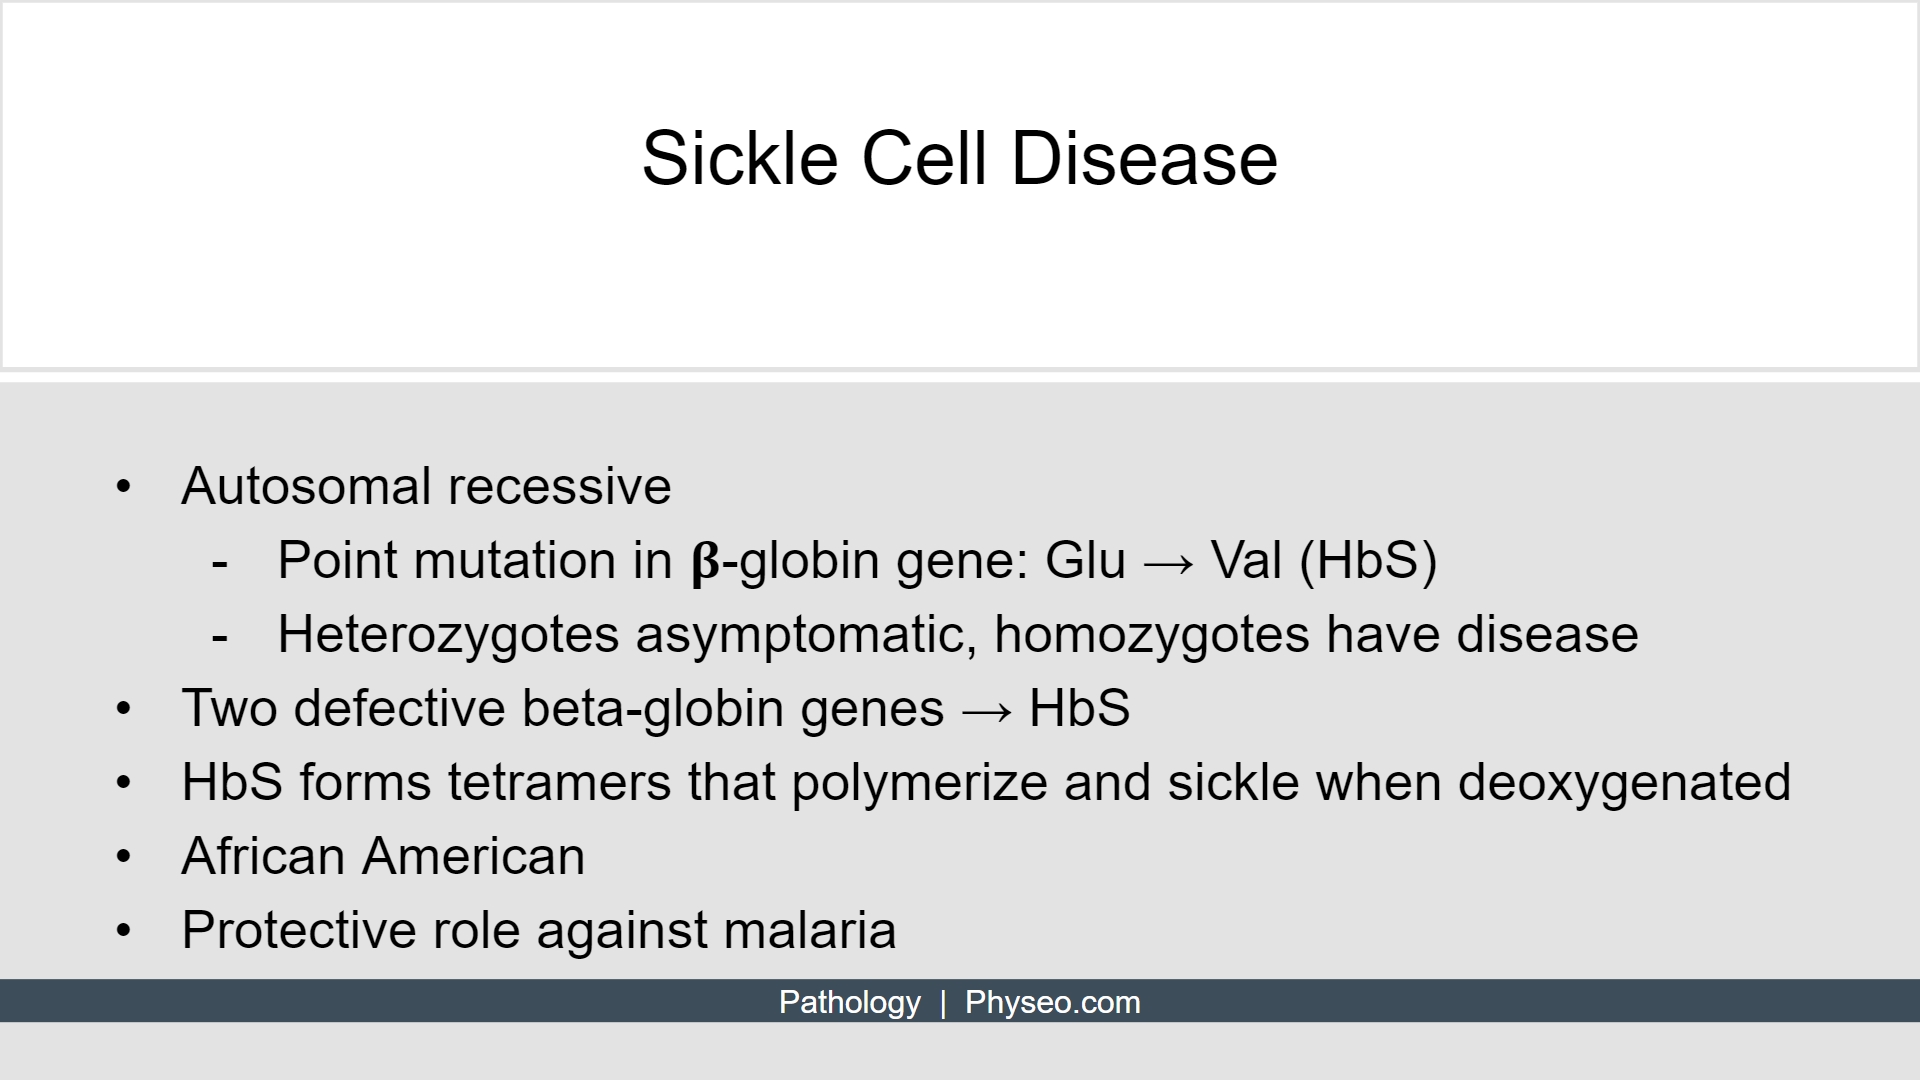 Sickle Cell Disease
• Autosomal recessive
- Point mutation in β-globin gene: Glu → Val (HbS)
- Heterozygotes asymptomatic, homozygotes have disease
• Two defective beta-globin genes → HbS
• HbS forms tetramers that polymerize and sickle when deoxygenated
• African American
• Protective role against malaria
Pathology | Physeo.com